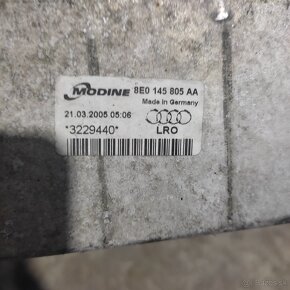 MODINE 8E0 145 805 AA
Made in Germany
21.03.2005 05:06
*3229440* LRO